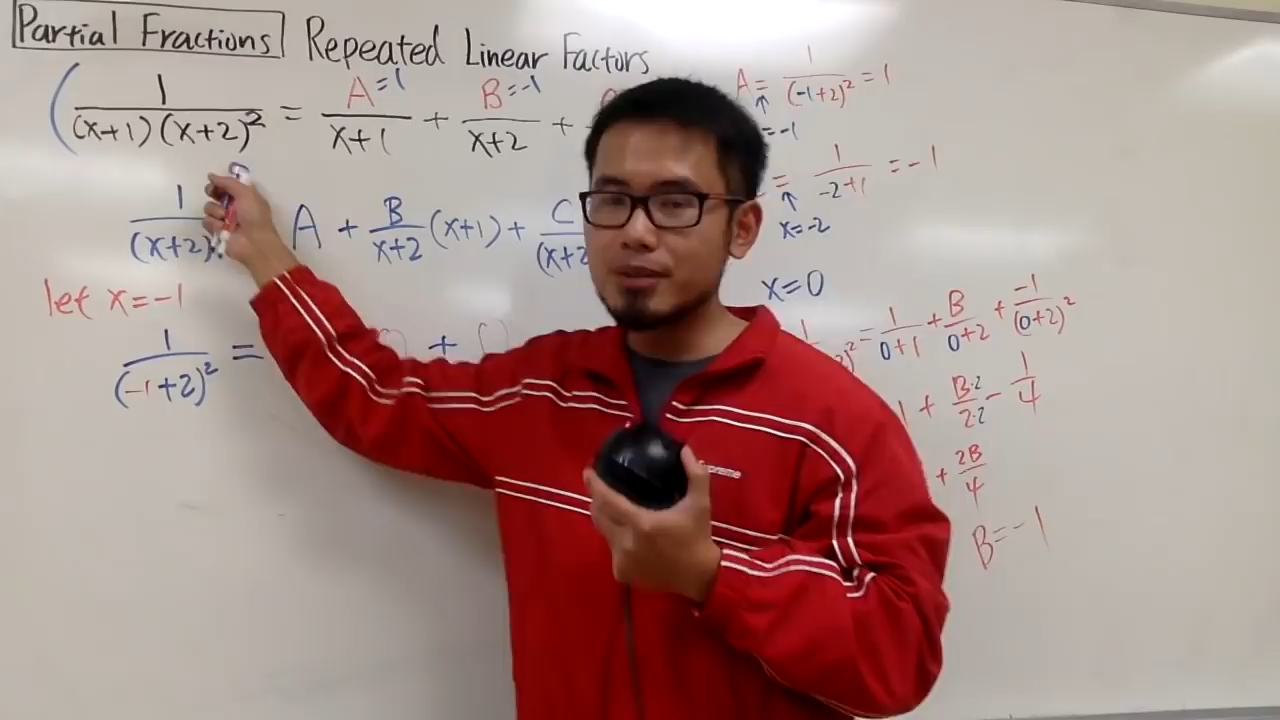 Partial Fractions Repeated Linear Factors
( 1/((x+1)(x+2)^2) = A=1/(x+1) + B=-1/(x+2) +
1/(x+2) A + B/(x+2) (x+1) + C/(x+2
let x=-1
1/(-1+2)^2 = +
A = 1/(-1+2)^2 = 1
=-1
= 1/(-2+1) = -1
x=-2
x=0
)^2 = 1/(0+1) + B/(0+2) + -1/(0+2)^2
1 + B·2/2·2 - 1/4
+ 2B/4
B=-1
Supreme